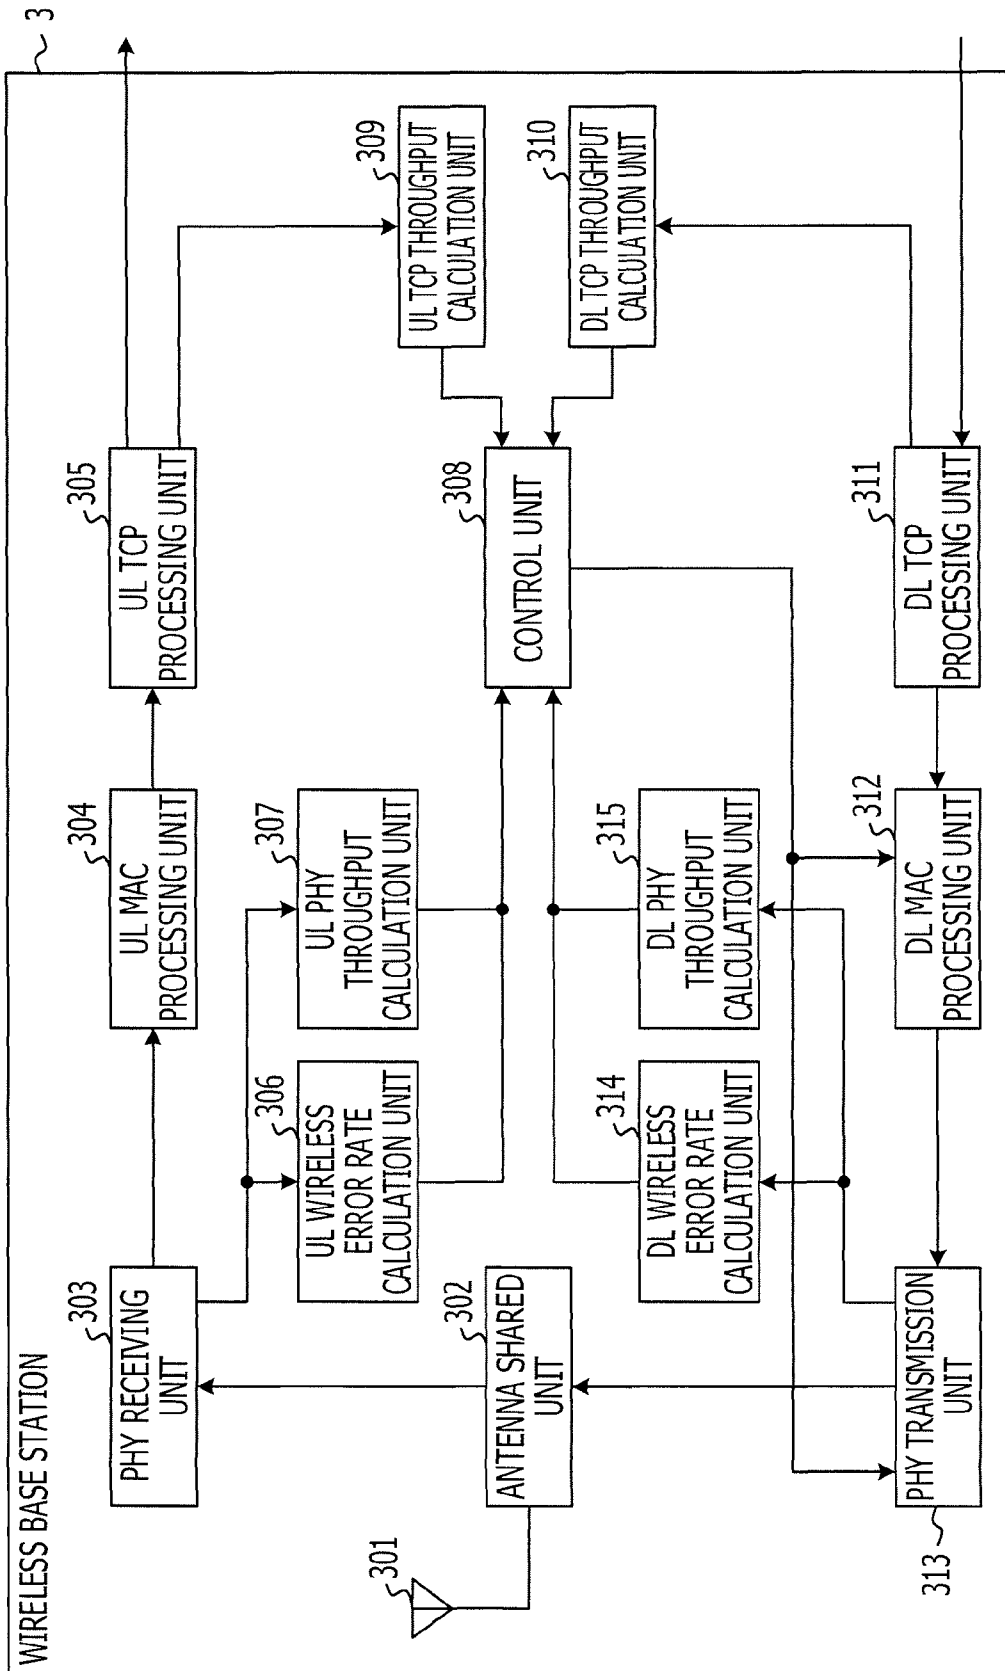 WIRELESS BASE STATION
3
301
ANTENNA SHARED
UNIT
302
PHY RECEIVING
UNIT
303
UL MAC
PROCESSING UNIT
304
UL TCP
PROCESSING UNIT
305
UL WIRELESS
ERROR RATE
CALCULATION UNIT
306
UL PHY
THROUGHPUT
CALCULATION UNIT
307
CONTROL UNIT
308
UL TCP THROUGHPUT
CALCULATION UNIT
309
DL TCP THROUGHPUT
CALCULATION UNIT
310
DL TCP
PROCESSING UNIT
311
DL MAC
PROCESSING UNIT
312
PHY TRANSMISSION
UNIT
313
DL WIRELESS
ERROR RATE
CALCULATION UNIT
314
DL PHY
THROUGHPUT
CALCULATION UNIT
315